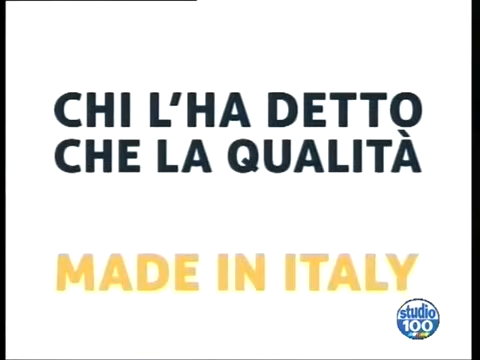 CHI L'HA DETTO
CHE LA QUALITÀ
MADE IN ITALY
studio
100